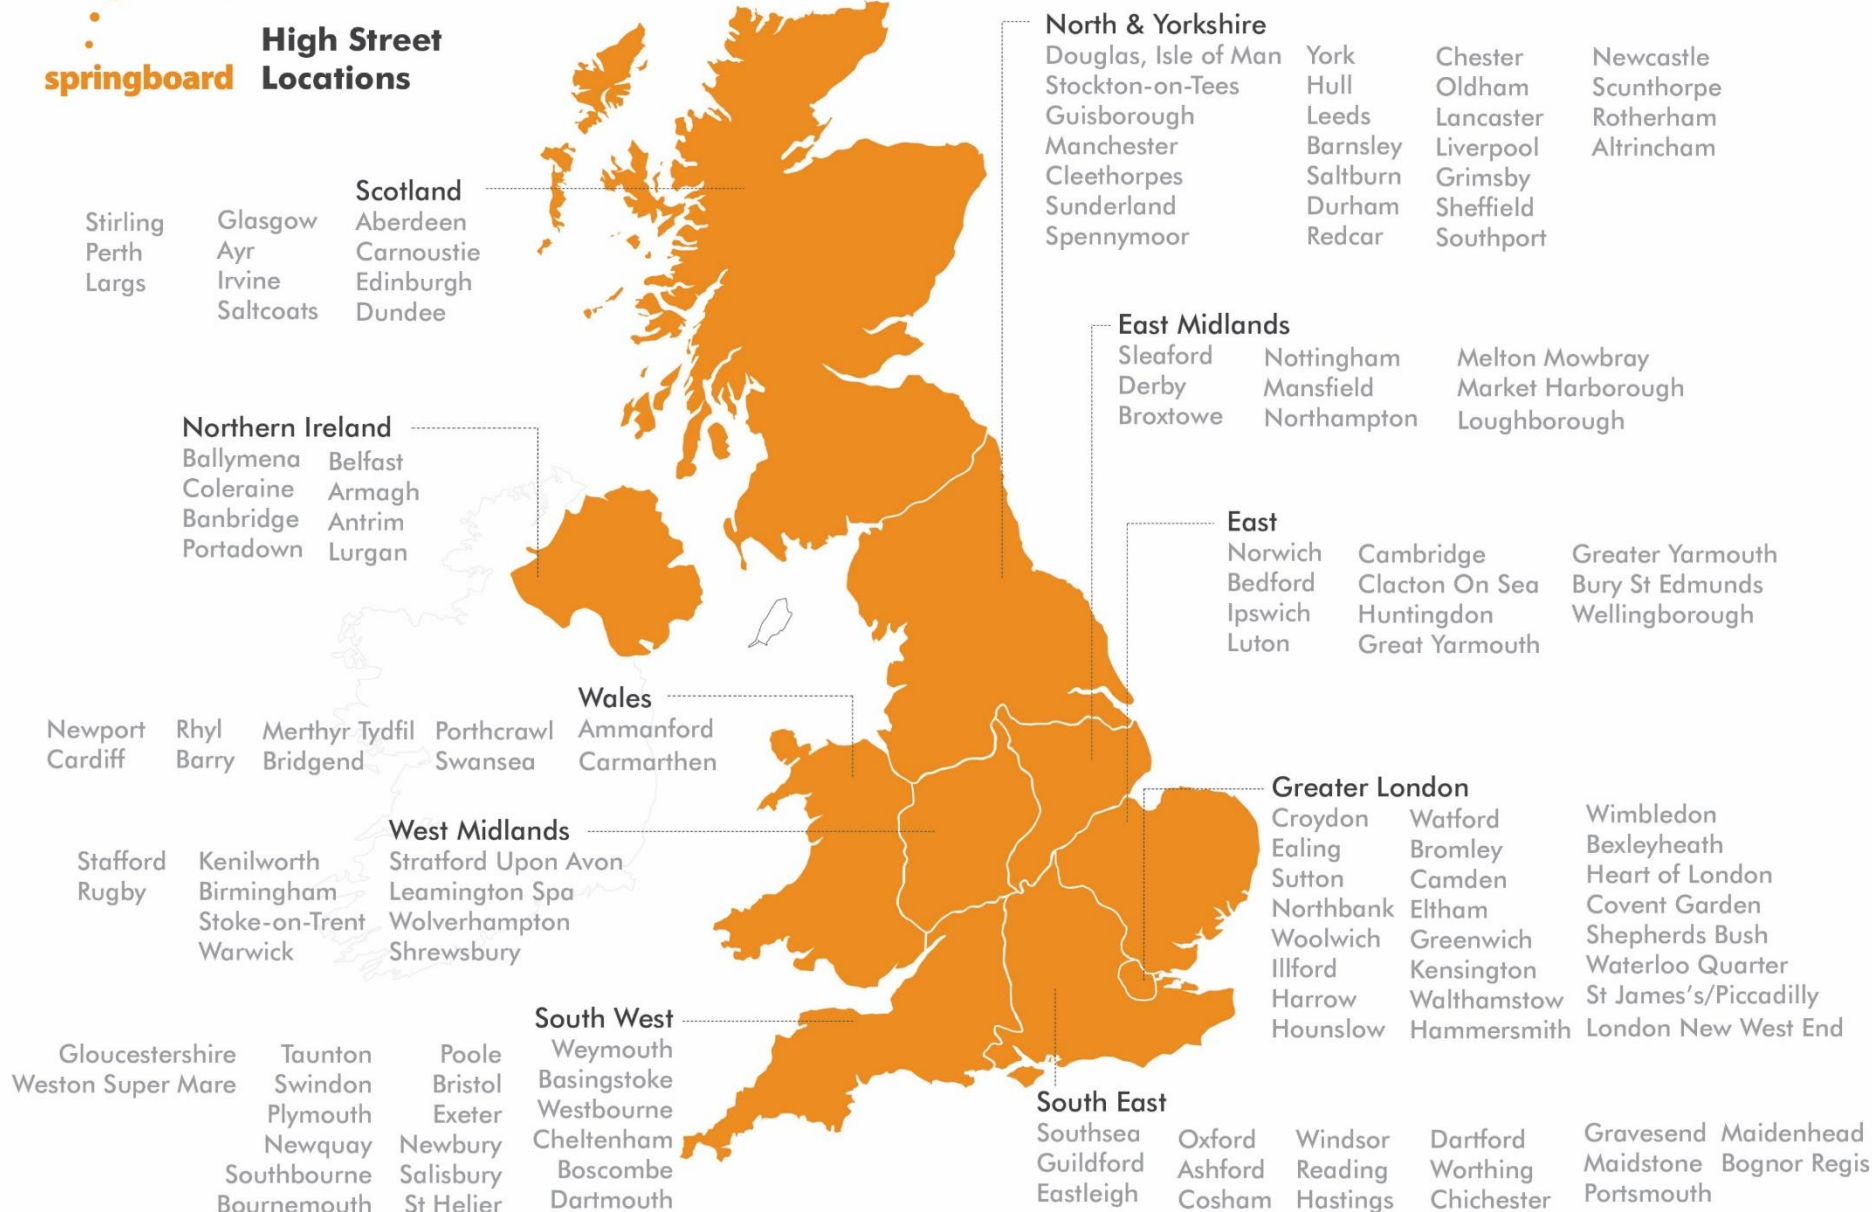 springboard
High Street
Locations
North & Yorkshire
Douglas, Isle of Man York Chester Newcastle
Stockton-on-Tees Hull Oldham Scunthorpe
Guisborough Leeds Lancaster Rotherham
Manchester Barnsley Liverpool Altrincham
Cleethorpes Saltburn Grimsby
Sunderland Durham Sheffield
Spennymoor Redcar Southport
Scotland
Stirling Glasgow Aberdeen
Perth Ayr Carnoustie
Largs Irvine Edinburgh
Saltcoats Dundee
East Midlands
Sleaford Nottingham Melton Mowbray
Derby Mansfield Market Harborough
Broxtowe Northampton Loughborough
Northern Ireland
Ballymena Belfast
Coleraine Armagh
Banbridge Antrim
Portadown Lurgan
East
Norwich Cambridge Greater Yarmouth
Bedford Clacton On Sea Bury St Edmunds
Ipswich Huntingdon Wellingborough
Luton Great Yarmouth
Wales
Newport Rhyl Merthyr Tydfil Porthcrawl Ammanford
Cardiff Barry Bridgend Swansea Carmarthen
Greater London
Croydon Watford Wimbledon
Ealing Bromley Bexleyheath
Sutton Camden Heart of London
Northbank Eltham Covent Garden
Woolwich Greenwich Shepherds Bush
Illford Kensington Waterloo Quarter
Harrow Walthamstow St James's/Piccadilly
Hounslow Hammersmith London New West End
West Midlands
Stafford Kenilworth Stratford Upon Avon
Rugby Birmingham Leamington Spa
Stoke-on-Trent Wolverhampton
Warwick Shrewsbury
South West
Gloucestershire Taunton Poole Weymouth
Weston Super Mare Swindon Bristol Basingstoke
Plymouth Exeter Westbourne
Newquay Newbury Cheltenham
Southbourne Salisbury Boscombe
Bournemouth St Helier Dartmouth
South East
Southsea Oxford Windsor Dartford Gravesend Maidenhead
Guildford Ashford Reading Worthing Maidstone Bognor Regis
Eastleigh Cosham Hastings Chichester Portsmouth